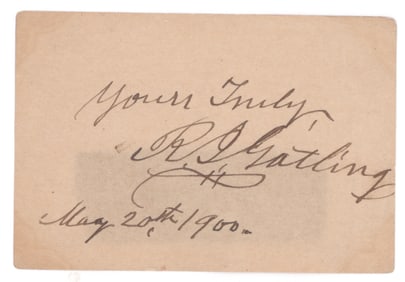 Yours Truly,
R. J. Gatling
May 20th, 1900.